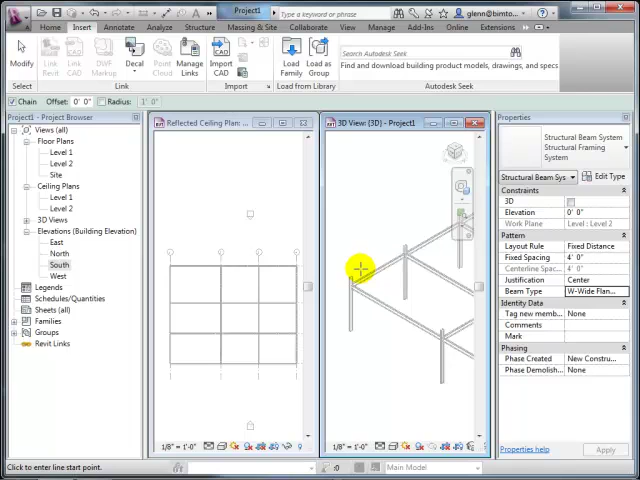 Project1
Type a keyword or phrase
glenn@bimto...
Home Insert Annotate Analyze Structure Massing & Site Collaborate View Manage Add-Ins Online Extensions
Modify
Link Revit
Link CAD
DWF Markup
Decal
Point Cloud
Manage Links
Import CAD
Load Family
Load as Group
Search Autodesk Seek
Find and download building product models, drawings, and specs
Select Link Import Load from Library Autodesk Seek
Chain Offset: 0' 0" Radius: 1' 0"
Project1 - Project Browser
Views (all)
Floor Plans
Level 1
Level 2
Site
Ceiling Plans
Level 1
Level 2
3D Views
Elevations (Building Elevation)
East
North
South
West
Legends
Schedules/Quantities
Sheets (all)
Families
Groups
Revit Links
Reflected Ceiling Plan:
1/8" = 1'-0"
3D View: {3D} - Project1
1/8" = 1'-0"
Properties
Structural Beam System
Structural Framing System
Structural Beam Sys
Edit Type
Constraints
3D
Elevation 0' 0"
Work Plane Level : Level 2
Pattern
Layout Rule Fixed Distance
Fixed Spacing 4' 0"
Centerline Spac... 4' 0"
Justification Center
Beam Type W-Wide Flan...
Identity Data
Tag new memb... None
Comments
Mark
Phasing
Phase Created New Constru...
Phase Demolish... None
Properties help
Apply
Click to enter line start point.
:0
Main Model